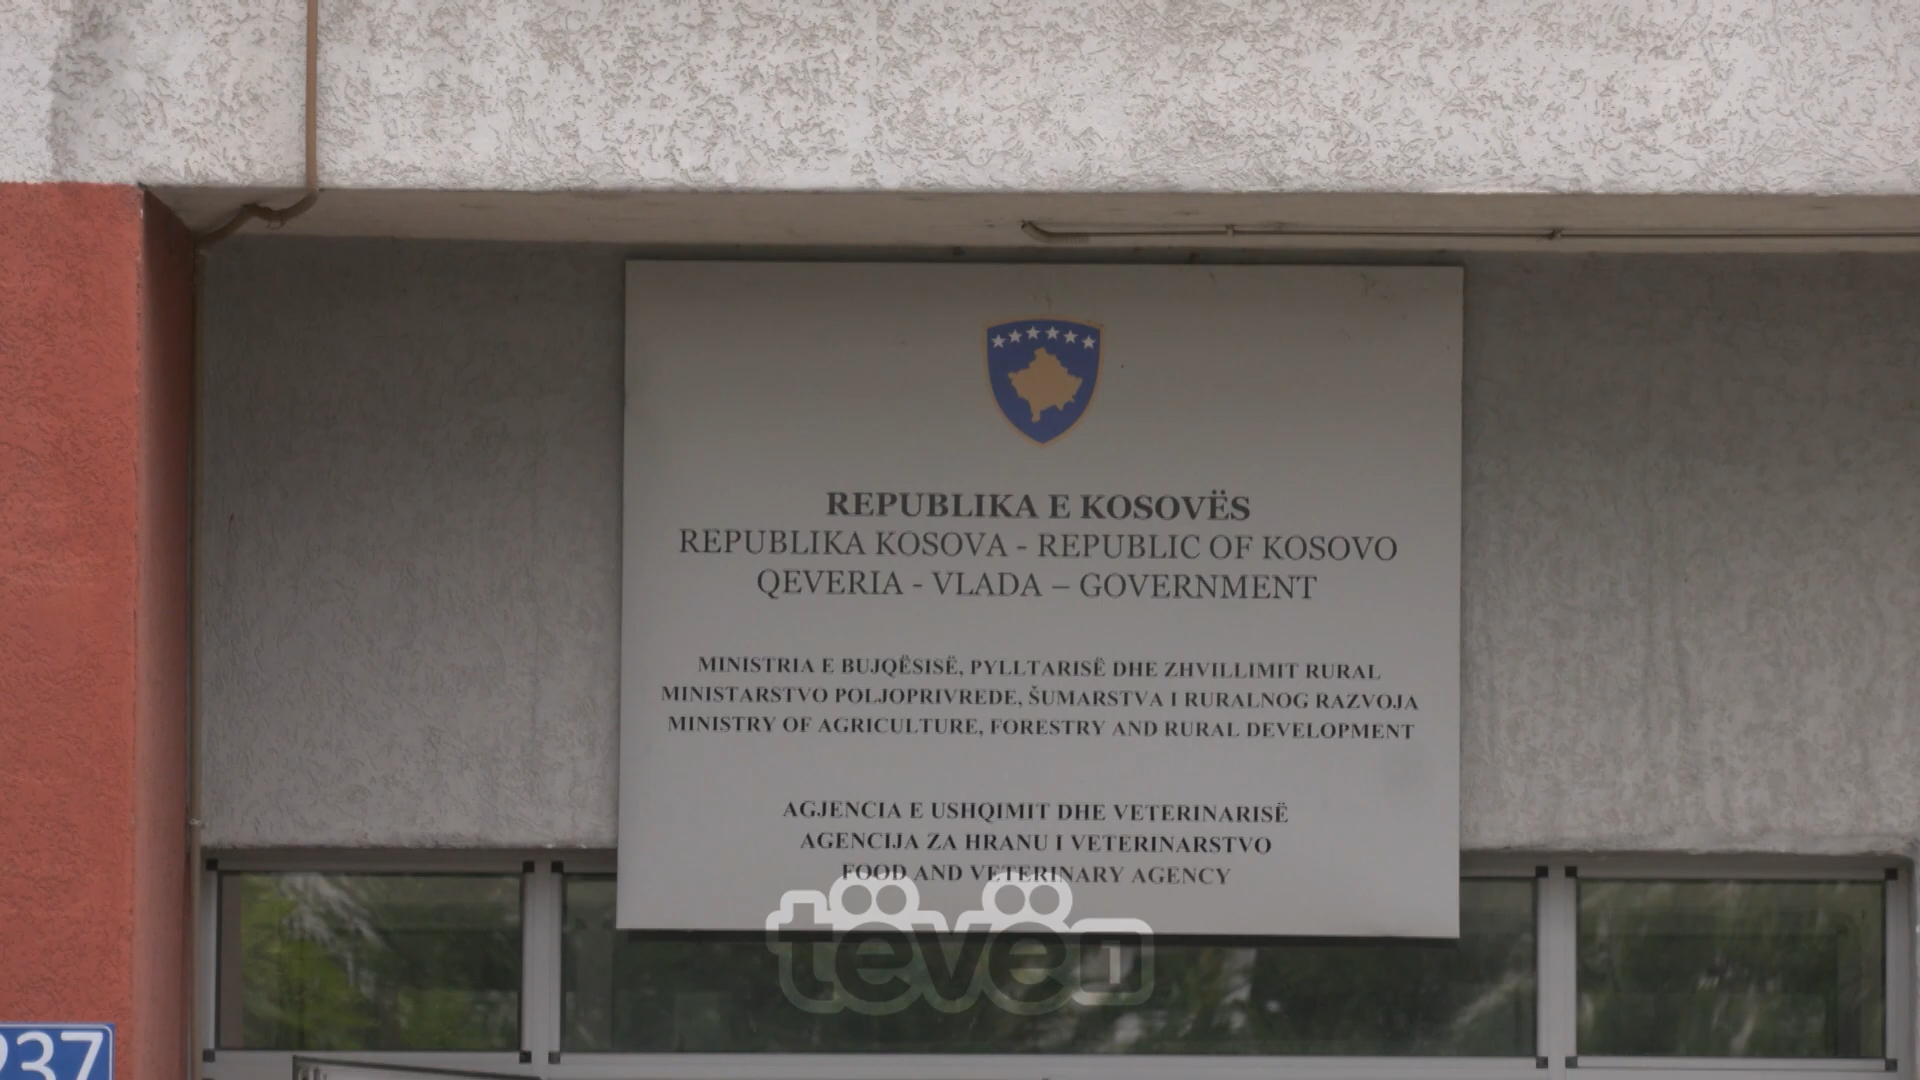 REPUBLIKA E KOSOVËS
REPUBLIKA KOSOVA - REPUBLIC OF KOSOVO
QEVERIA - VLADA – GOVERNMENT
MINISTRIA E BUJQËSISË, PYLLTARISË DHE ZHVILLIMIT RURAL
MINISTARSTVO POLJOPRIVREDE, ŠUMARSTVA I RURALNOG RAZVOJA
MINISTRY OF AGRICULTURE, FORESTRY AND RURAL DEVELOPMENT
AGJENCIA E USHQIMIT DHE VETERINARISË
AGENCIJA ZA HRANU I VETERINARSTVO
FOOD AND VETERINARY AGENCY
tëvë1
237